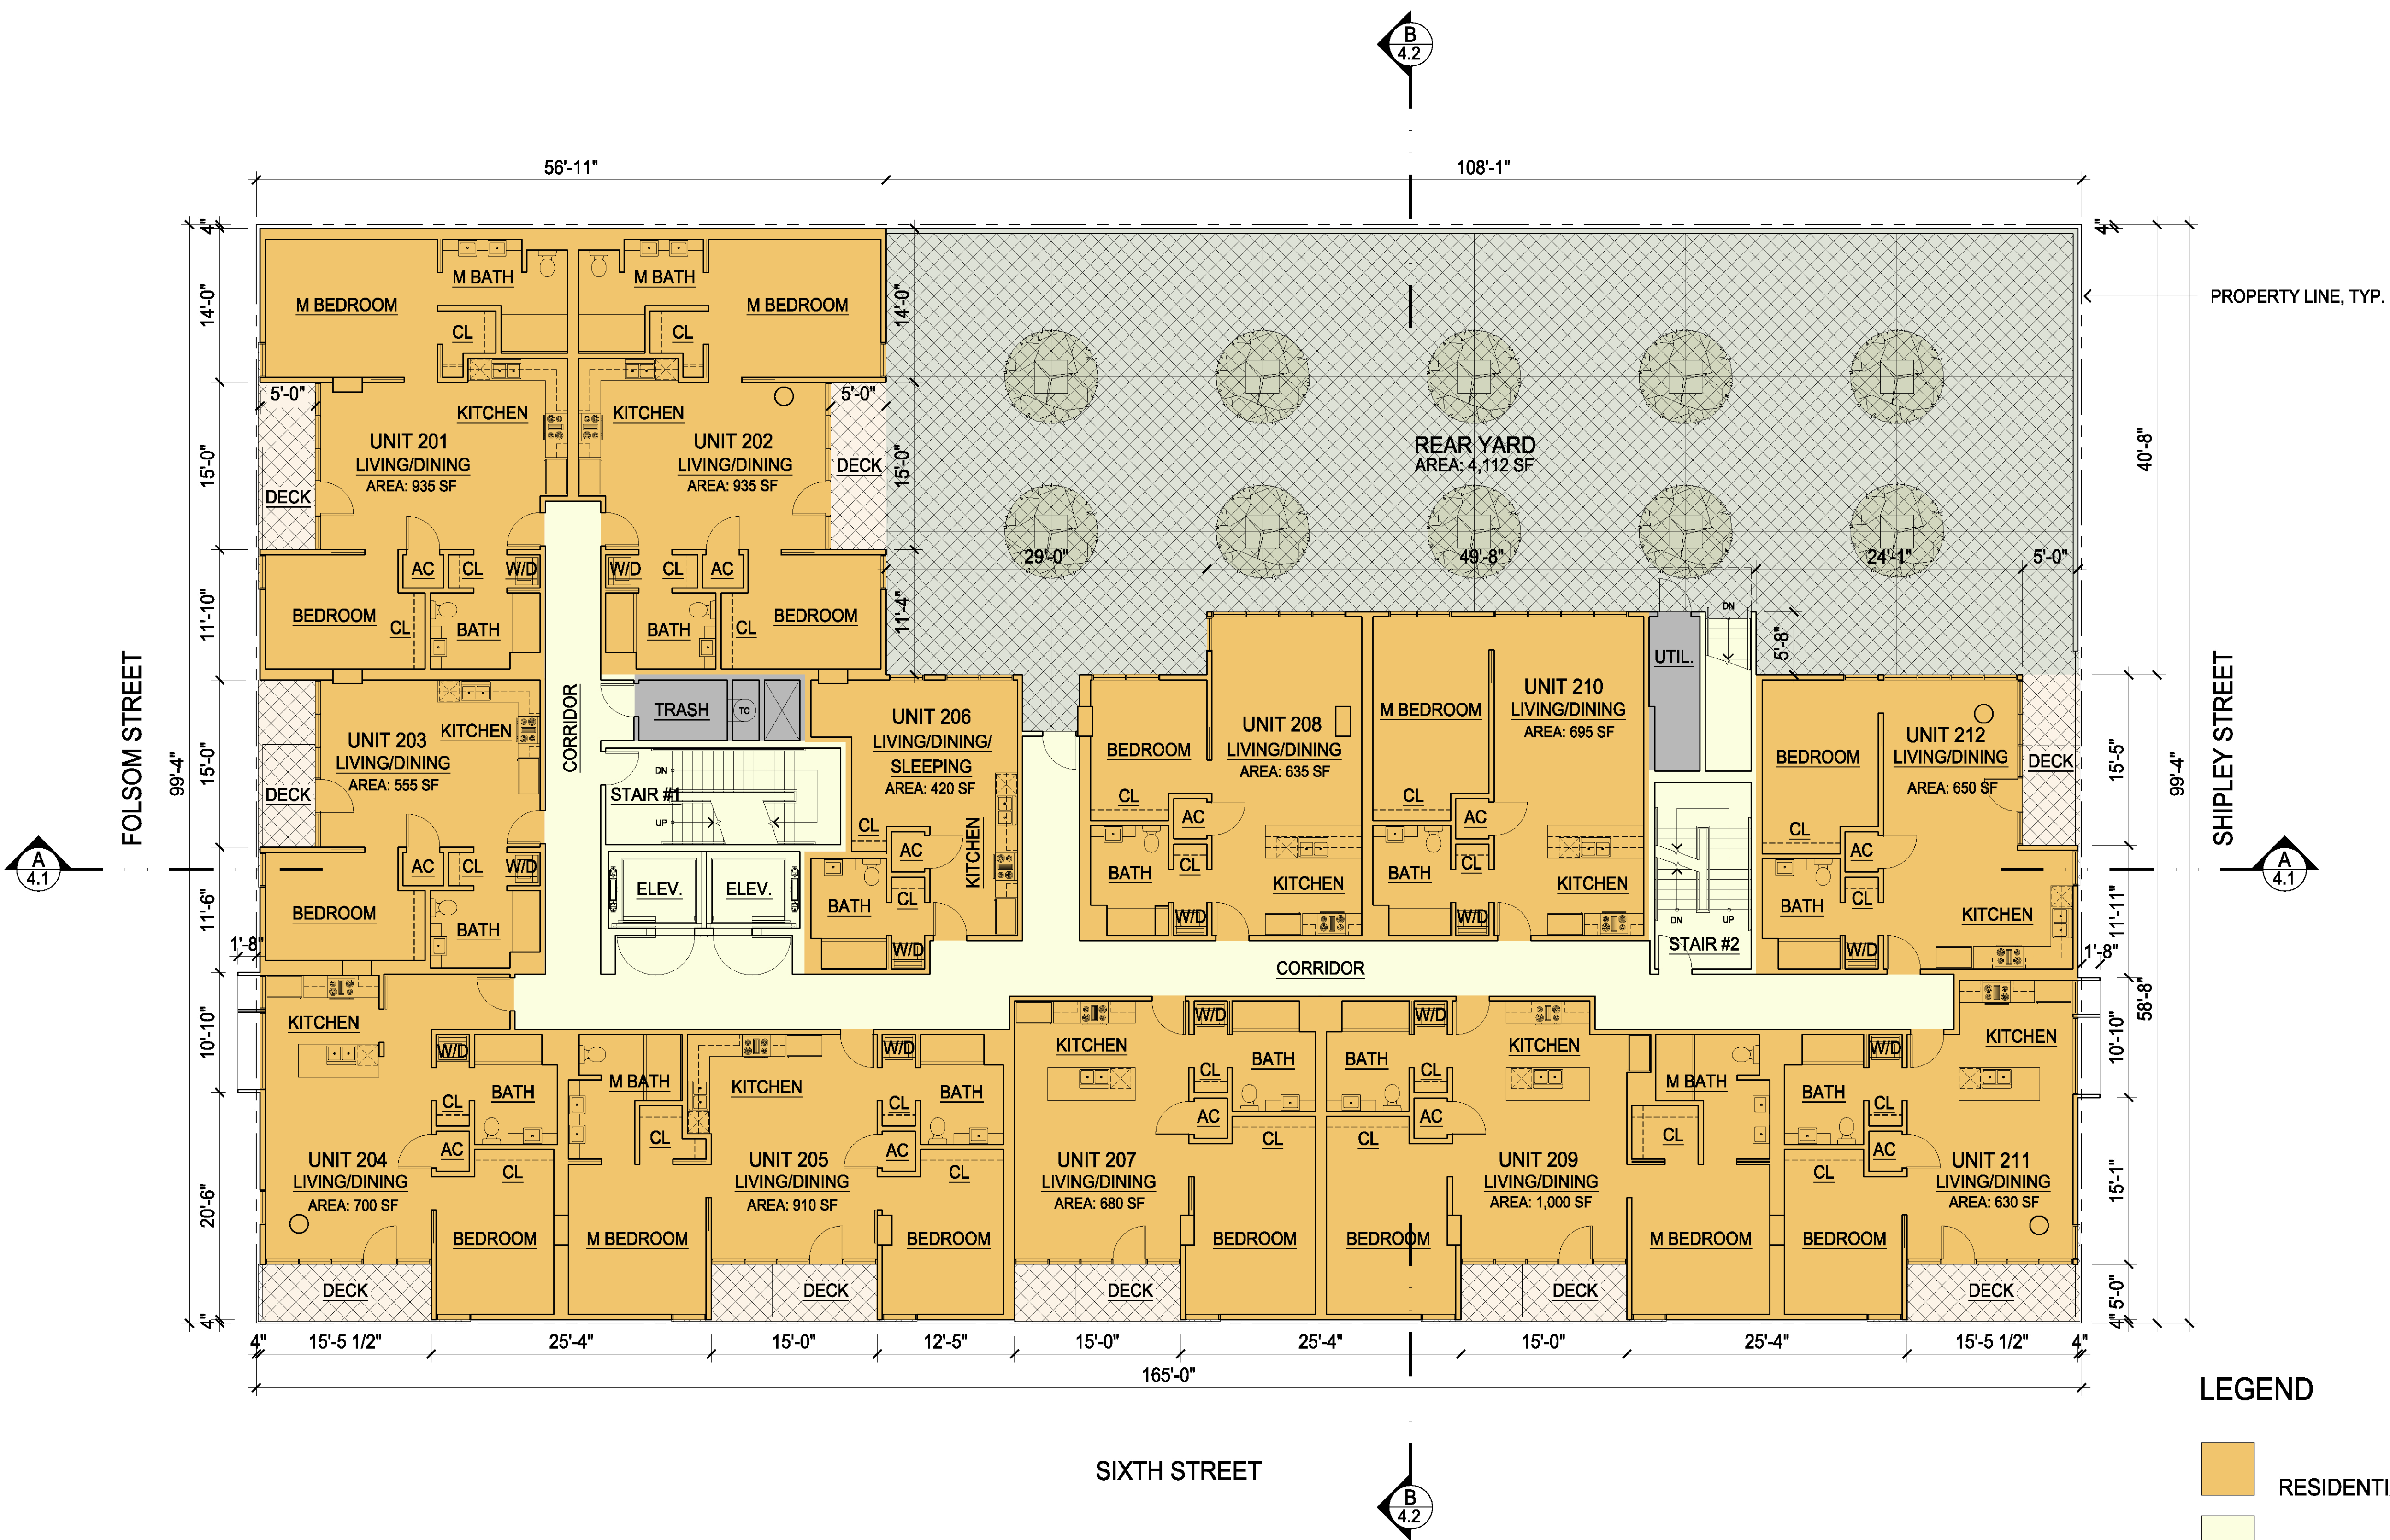 B
4.2
56'-11"
108'-1"
4"
4"
M BEDROOM
M BATH
M BATH
M BEDROOM
CL
CL
14'-0"
14'-0"
PROPERTY LINE, TYP.
5'-0"
5'-0"
KITCHEN
KITCHEN
UNIT 201
LIVING/DINING
AREA: 935 SF
UNIT 202
LIVING/DINING
AREA: 935 SF
DECK
DECK
15'-0"
15'-0"
REAR YARD
AREA: 4,112 SF
40'-8"
29'-0"
49'-8"
24'-1"
5'-0"
AC
CL
W/D
W/D
CL
AC
BEDROOM
CL
BATH
BATH
CL
BEDROOM
11'-10"
11'-4"
5'-8"
DN
UTIL.
FOLSOM STREET
99'-4"
CORRIDOR
TRASH
TC
KITCHEN
UNIT 203
LIVING/DINING
AREA: 555 SF
DECK
15'-0"
DN
STAIR #1
UP
UNIT 206
LIVING/DINING/
SLEEPING
AREA: 420 SF
CL
AC
KITCHEN
BEDROOM
UNIT 208
LIVING/DINING
AREA: 635 SF
CL
AC
M BEDROOM
UNIT 210
LIVING/DINING
AREA: 695 SF
CL
AC
BEDROOM
UNIT 212
LIVING/DINING
AREA: 650 SF
DECK
CL
AC
15'-5"
99'-4"
SHIPLEY STREET
A
4.1
A
4.1
AC
CL
W/D
BEDROOM
BATH
11'-6"
1'-8"
ELEV.
ELEV.
BATH
CL
W/D
BATH
CL
KITCHEN
W/D
BATH
CL
KITCHEN
W/D
DN
UP
STAIR #2
BATH
CL
KITCHEN
W/D
11'-11"
1'-8"
CORRIDOR
58'-8"
KITCHEN
10'-10"
W/D
BATH
CL
AC
UNIT 204
LIVING/DINING
AREA: 700 SF
CL
BEDROOM
DECK
20'-6"
4"
M BATH
CL
KITCHEN
M BEDROOM
UNIT 205
LIVING/DINING
AREA: 910 SF
DECK
W/D
BATH
CL
AC
CL
BEDROOM
KITCHEN
UNIT 207
LIVING/DINING
AREA: 680 SF
DECK
W/D
BATH
CL
AC
CL
BEDROOM
BATH
W/D
CL
AC
CL
BEDROOM
KITCHEN
UNIT 209
LIVING/DINING
AREA: 1,000 SF
DECK
M BATH
CL
M BEDROOM
W/D
BATH
CL
AC
CL
BEDROOM
KITCHEN
UNIT 211
LIVING/DINING
AREA: 630 SF
DECK
10'-10"
15'-1"
5'-0"
4"
4"
15'-5 1/2"
25'-4"
15'-0"
12'-5"
15'-0"
25'-4"
15'-0"
25'-4"
15'-5 1/2"
4"
165'-0"
LEGEND
SIXTH STREET
RESIDENTI
B
4.2